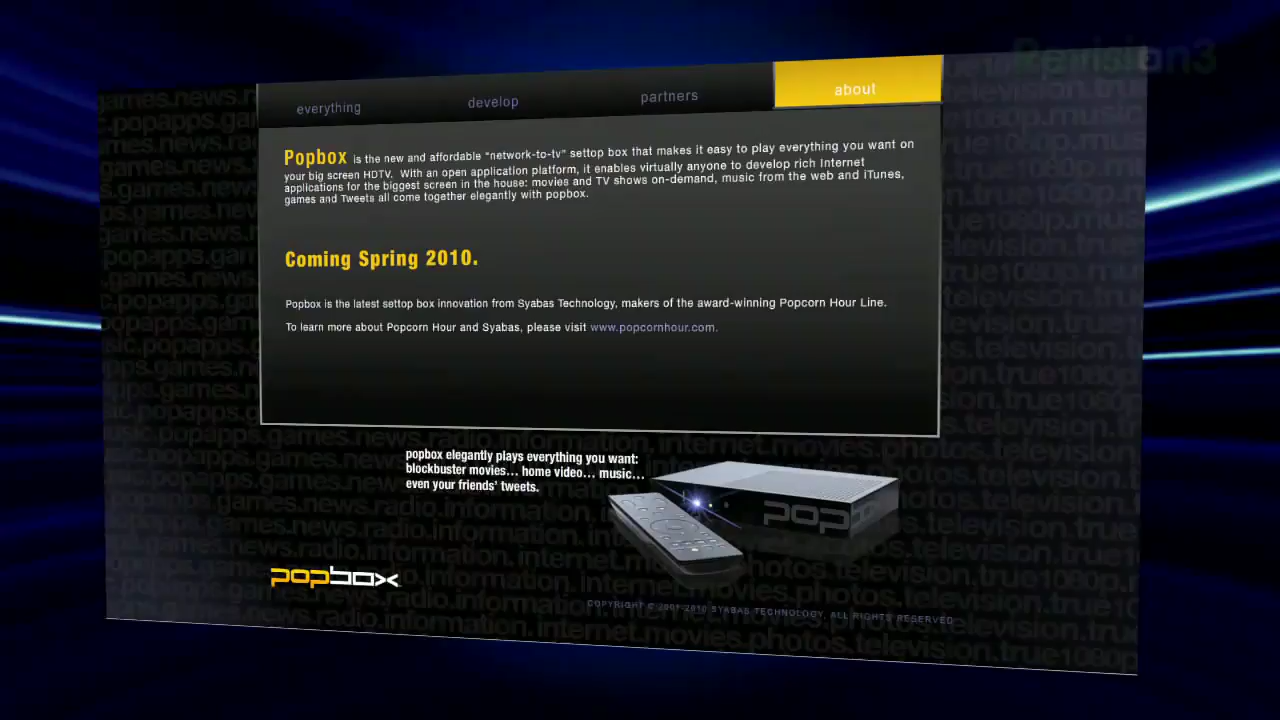 Revision3
everything develop partners about
Popbox is the new and affordable “network-to-tv” settop box that makes it easy to play everything you want on
your big screen HDTV. With an open application platform, it enables virtually anyone to develop rich Internet
applications for the biggest screen in the house: movies and TV shows on-demand, music from the web and iTunes,
games and Tweets all come together elegantly with popbox.
Coming Spring 2010.
Popbox is the latest settop box innovation from Syabas Technology, makers of the award-winning Popcorn Hour Line.
To learn more about Popcorn Hour and Syabas, please visit www.popcornhour.com.
popbox elegantly plays everything you want:
blockbuster movies... home video... music...
even your friends’ tweets.
pop
popbox
COPYRIGHT © 2001-2010 SYABAS TECHNOLOGY, ALL RIGHTS RESERVED